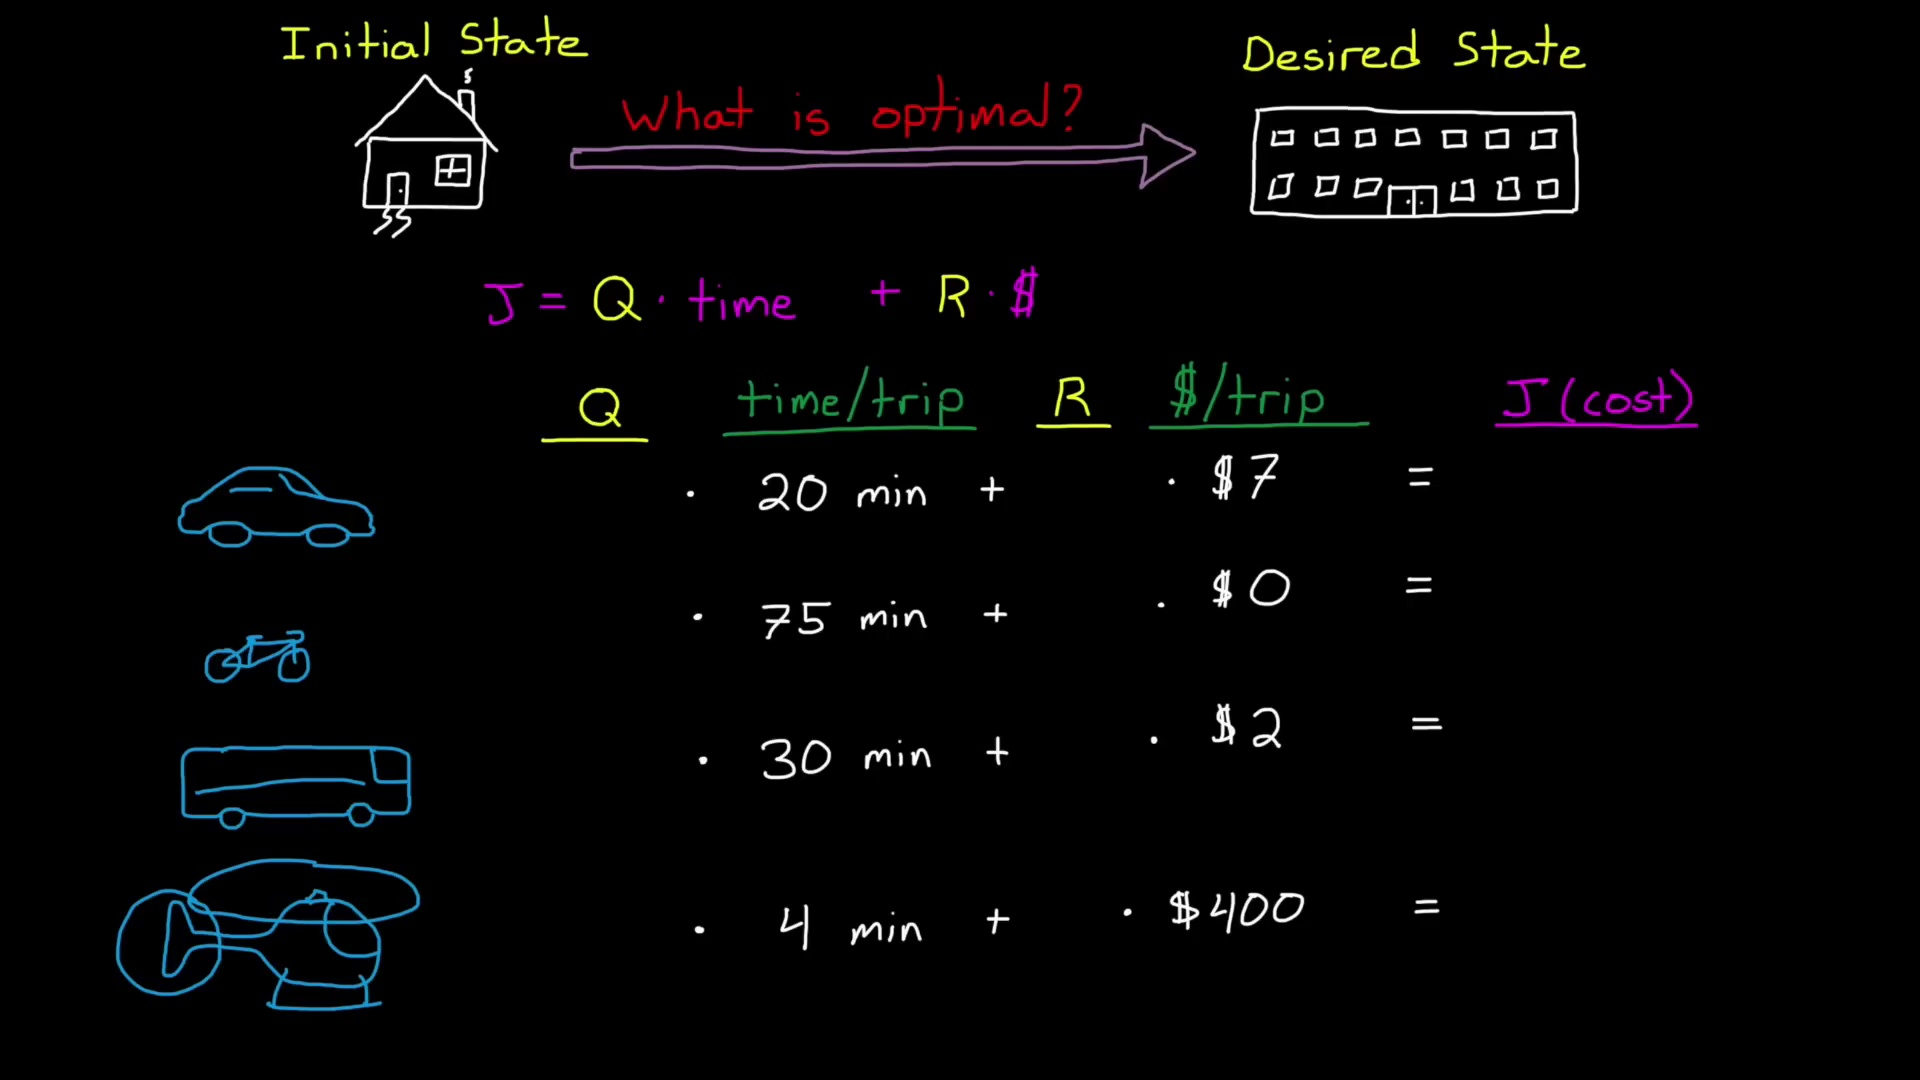 Initial State
Desired State
What is optimal?
J = Q · time + R · $
Q time/trip R $/trip J (cost)
· 20 min + · $7 =
· 75 min + · $0 =
· 30 min + · $2 =
· 4 min + · $400 =